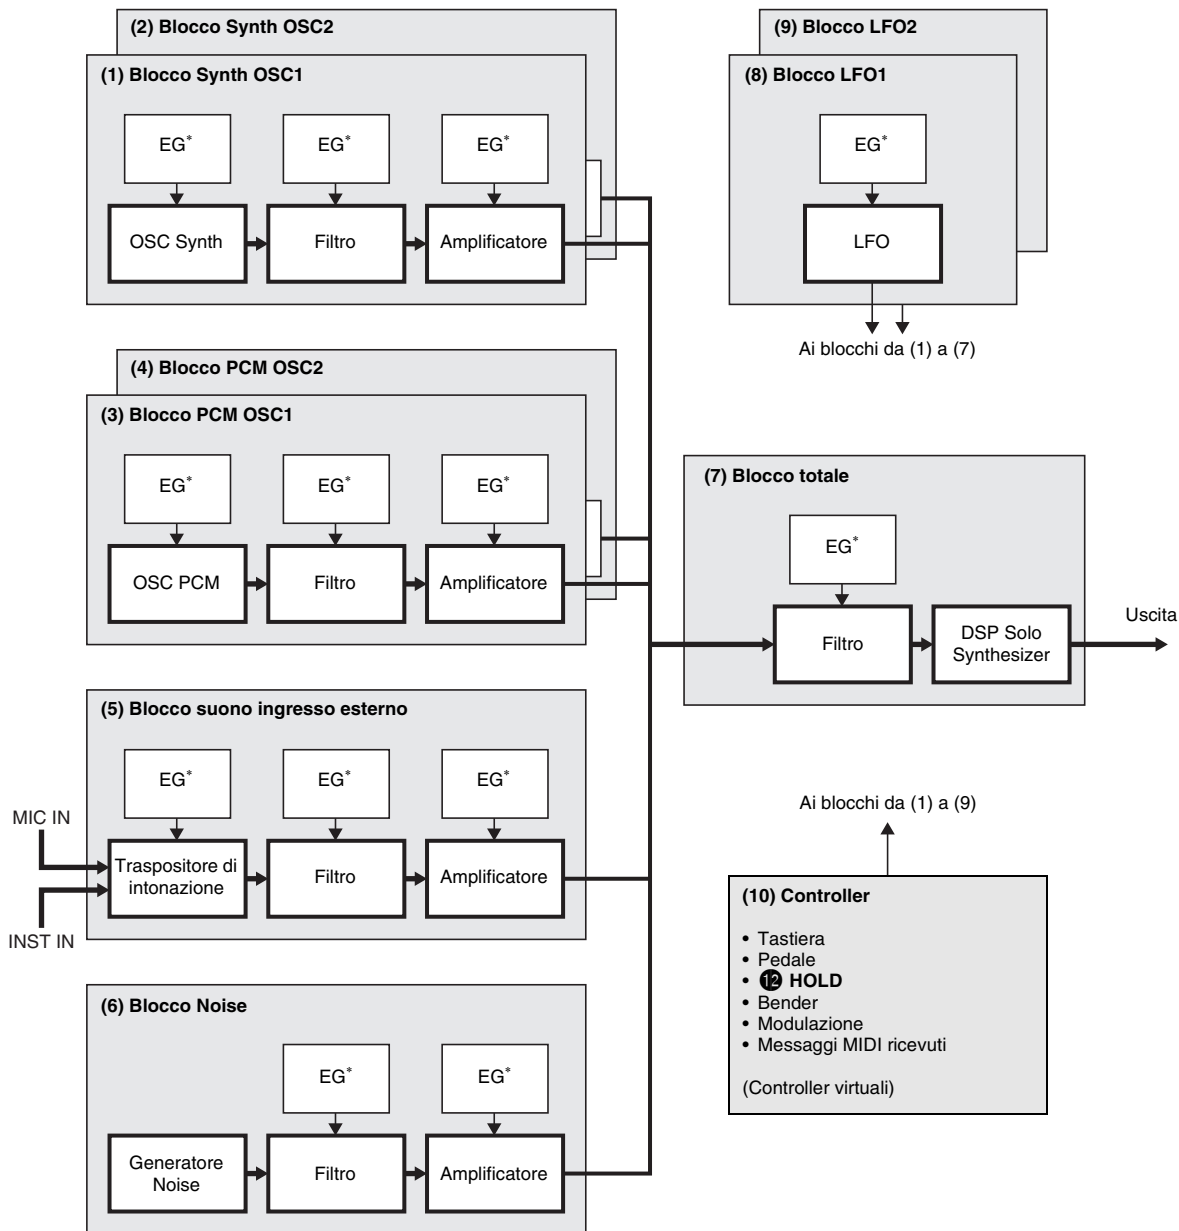 (2) Blocco Synth OSC2
(1) Blocco Synth OSC1
EG*
EG*
EG*
OSC Synth
Filtro
Amplificatore
(9) Blocco LFO2
(8) Blocco LFO1
EG*
LFO
Ai blocchi da (1) a (7)
(4) Blocco PCM OSC2
(3) Blocco PCM OSC1
EG*
EG*
EG*
OSC PCM
Filtro
Amplificatore
(7) Blocco totale
EG*
Filtro
DSP Solo
Synthesizer
Uscita
(5) Blocco suono ingresso esterno
EG*
EG*
EG*
MIC IN
INST IN
Traspositore di
intonazione
Filtro
Amplificatore
(6) Blocco Noise
EG*
EG*
Generatore
Noise
Filtro
Amplificatore
Ai blocchi da (1) a (9)
(10) Controller
• Tastiera
• Pedale
• ⓬ HOLD
• Bender
• Modulazione
• Messaggi MIDI ricevuti
(Controller virtuali)